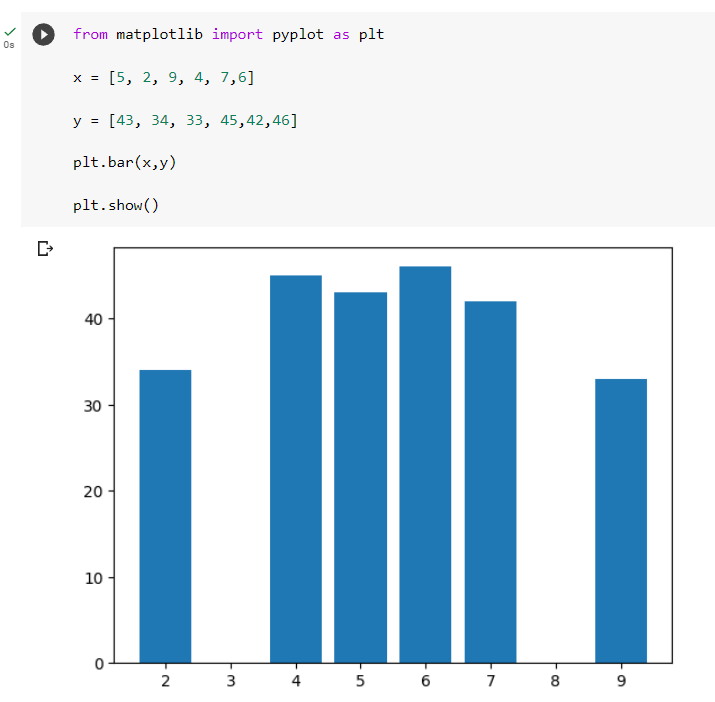 from matplotlib import pyplot as plt
0s
x = [5, 2, 9, 4, 7,6]
y = [43, 34, 33, 45,42,46]
plt.bar(x,y)
plt.show()
40
30
20
10
0
2 3 4 5 6 7 8 9